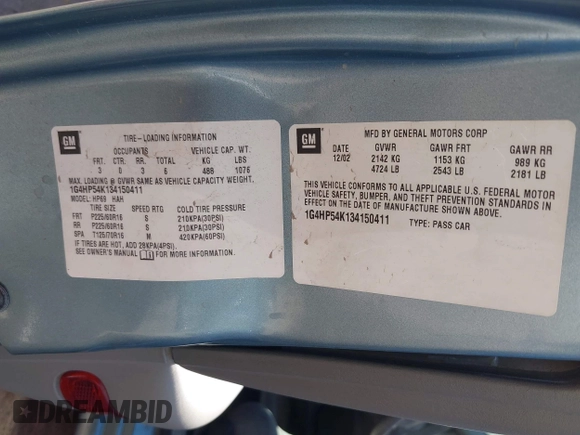 GM
TIRE-LOADING INFORMATION
OCCUPANTS VEHICLE CAP. WT.
FRT. CTR. RR. TOTAL KG LBS
3 0 3 6 488 1076
MAX. LOADING @ GVWR SAME AS VEHICLE CAPACITY WEIGHT.
1G4HP54K134150411
MODEL: HP69 HAH
TIRE SIZE SPEED RTG COLD TIRE PRESSURE
FRT P225/60R16 S 210KPA(30PSI)
RR P225/60R16 S 210KPA(30PSI)
SPA T125/70R16 M 420KPA(60PSI)
IF TIRES ARE HOT, ADD 28KPA(4PSI).
SEE OWNER'S MANUAL FOR MORE INFORMATION.
GM
MFD BY GENERAL MOTORS CORP
DATE GVWR GAWR FRT GAWR RR
12/02 2142 KG 1153 KG 989 KG
4724 LB 2543 LB 2181 LB
THIS VEHICLE CONFORMS TO ALL APPLICABLE U.S. FEDERAL MOTOR
VEHICLE SAFETY, BUMPER, AND THEFT PREVENTION STANDARDS IN
EFFECT ON THE DATE OF MANUFACTURE SHOWN ABOVE.
1G4HP54K134150411
TYPE: PASS CAR
DREAMBID